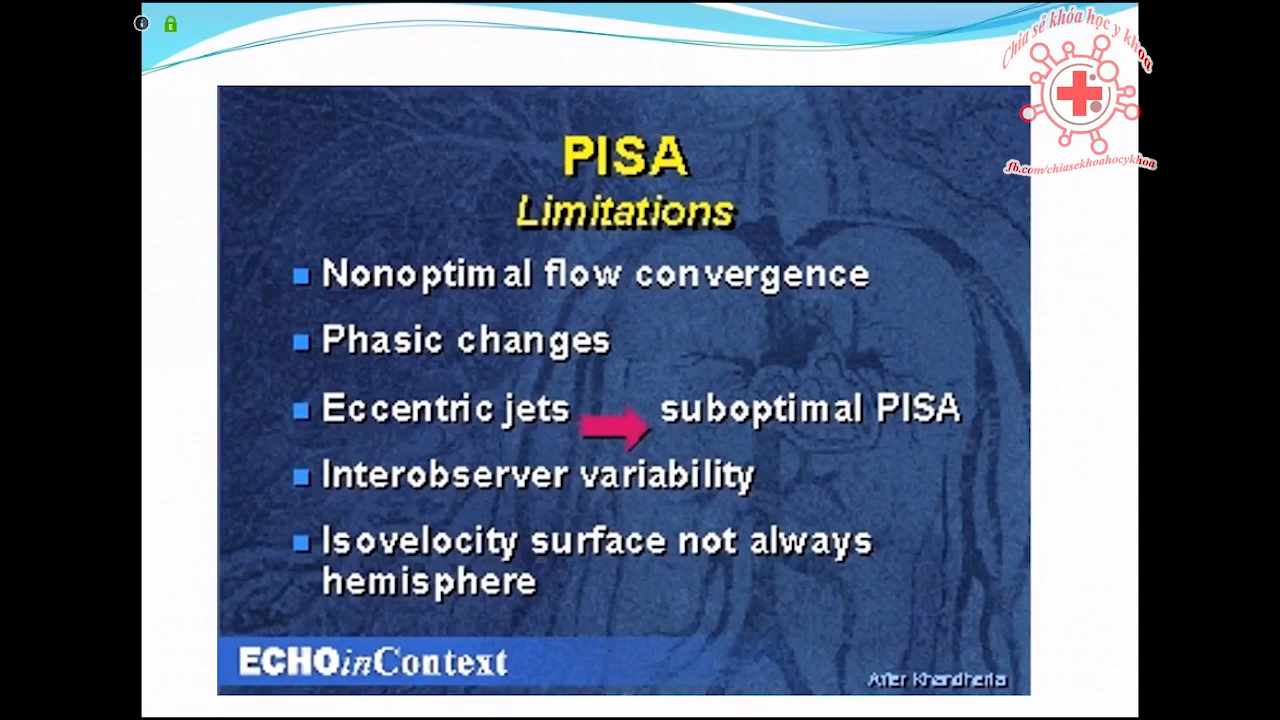 Chia sẻ khóa học y khoa
fb.com/chiasekhoahocykhoa
PISA
Limitations
Nonoptimal flow convergence
Phasic changes
Eccentric jets suboptimal PISA
Interobserver variability
Isovelocity surface not always
hemisphere
ECHOinContext
After Khandheria